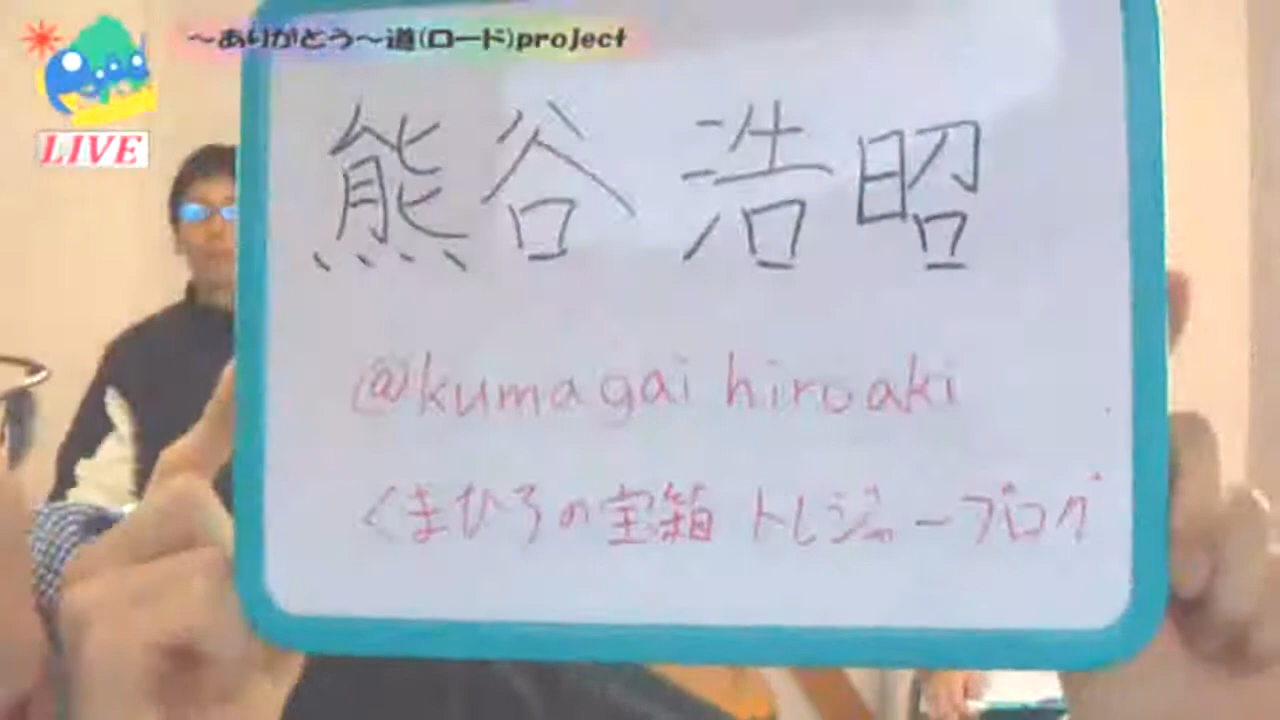 ～ありがとう～道(ロード)project
LIVE
熊谷 浩昭
@kumagai hiroaki
くまひろの宝箱 トレジャーブログ